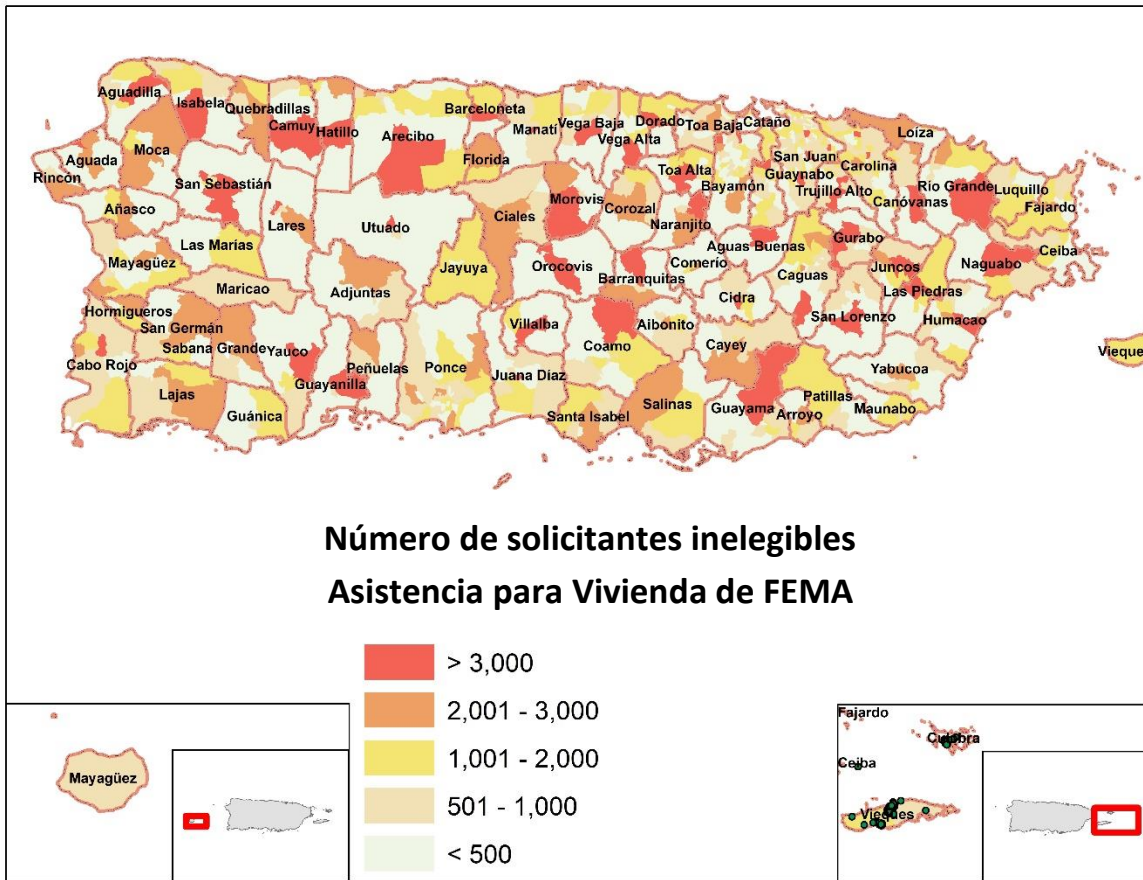 Aguadilla
Isabela
Quebradillas
Camuy
Hatillo
Arecibo
Barceloneta
Manatí
Vega Baja
Vega Alta
Dorado
Toa Baja
Cataño
San Juan
Guaynabo
Carolina
Loíza
Aguada
Rincón
Moca
San Sebastián
Florida
Toa Alta
Bayamón
Trujillo Alto
Canóvanas
Río Grande
Luquillo
Fajardo
Añasco
Lares
Utuado
Ciales
Morovis
Corozal
Naranjito
Las Marías
Mayagüez
Maricao
Adjuntas
Jayuya
Orocovis
Barranquitas
Comerío
Aguas Buenas
Caguas
Gurabo
Juncos
Naguabo
Ceiba
Hormigueros
San Germán
Sabana Grande
Cabo Rojo
Yauco
Villalba
Coamo
Aibonito
Cidra
Cayey
San Lorenzo
Las Piedras
Humacao
Vieque
Lajas
Guánica
Guayanilla
Peñuelas
Ponce
Juana Díaz
Santa Isabel
Salinas
Guayama
Arroyo
Patillas
Maunabo
Yabucoa
Número de solicitantes inelegibles
Asistencia para Vivienda de FEMA
> 3,000
2,001 - 3,000
1,001 - 2,000
501 - 1,000
< 500
Mayagüez
Fajardo
Culebra
Ceiba
Vieques